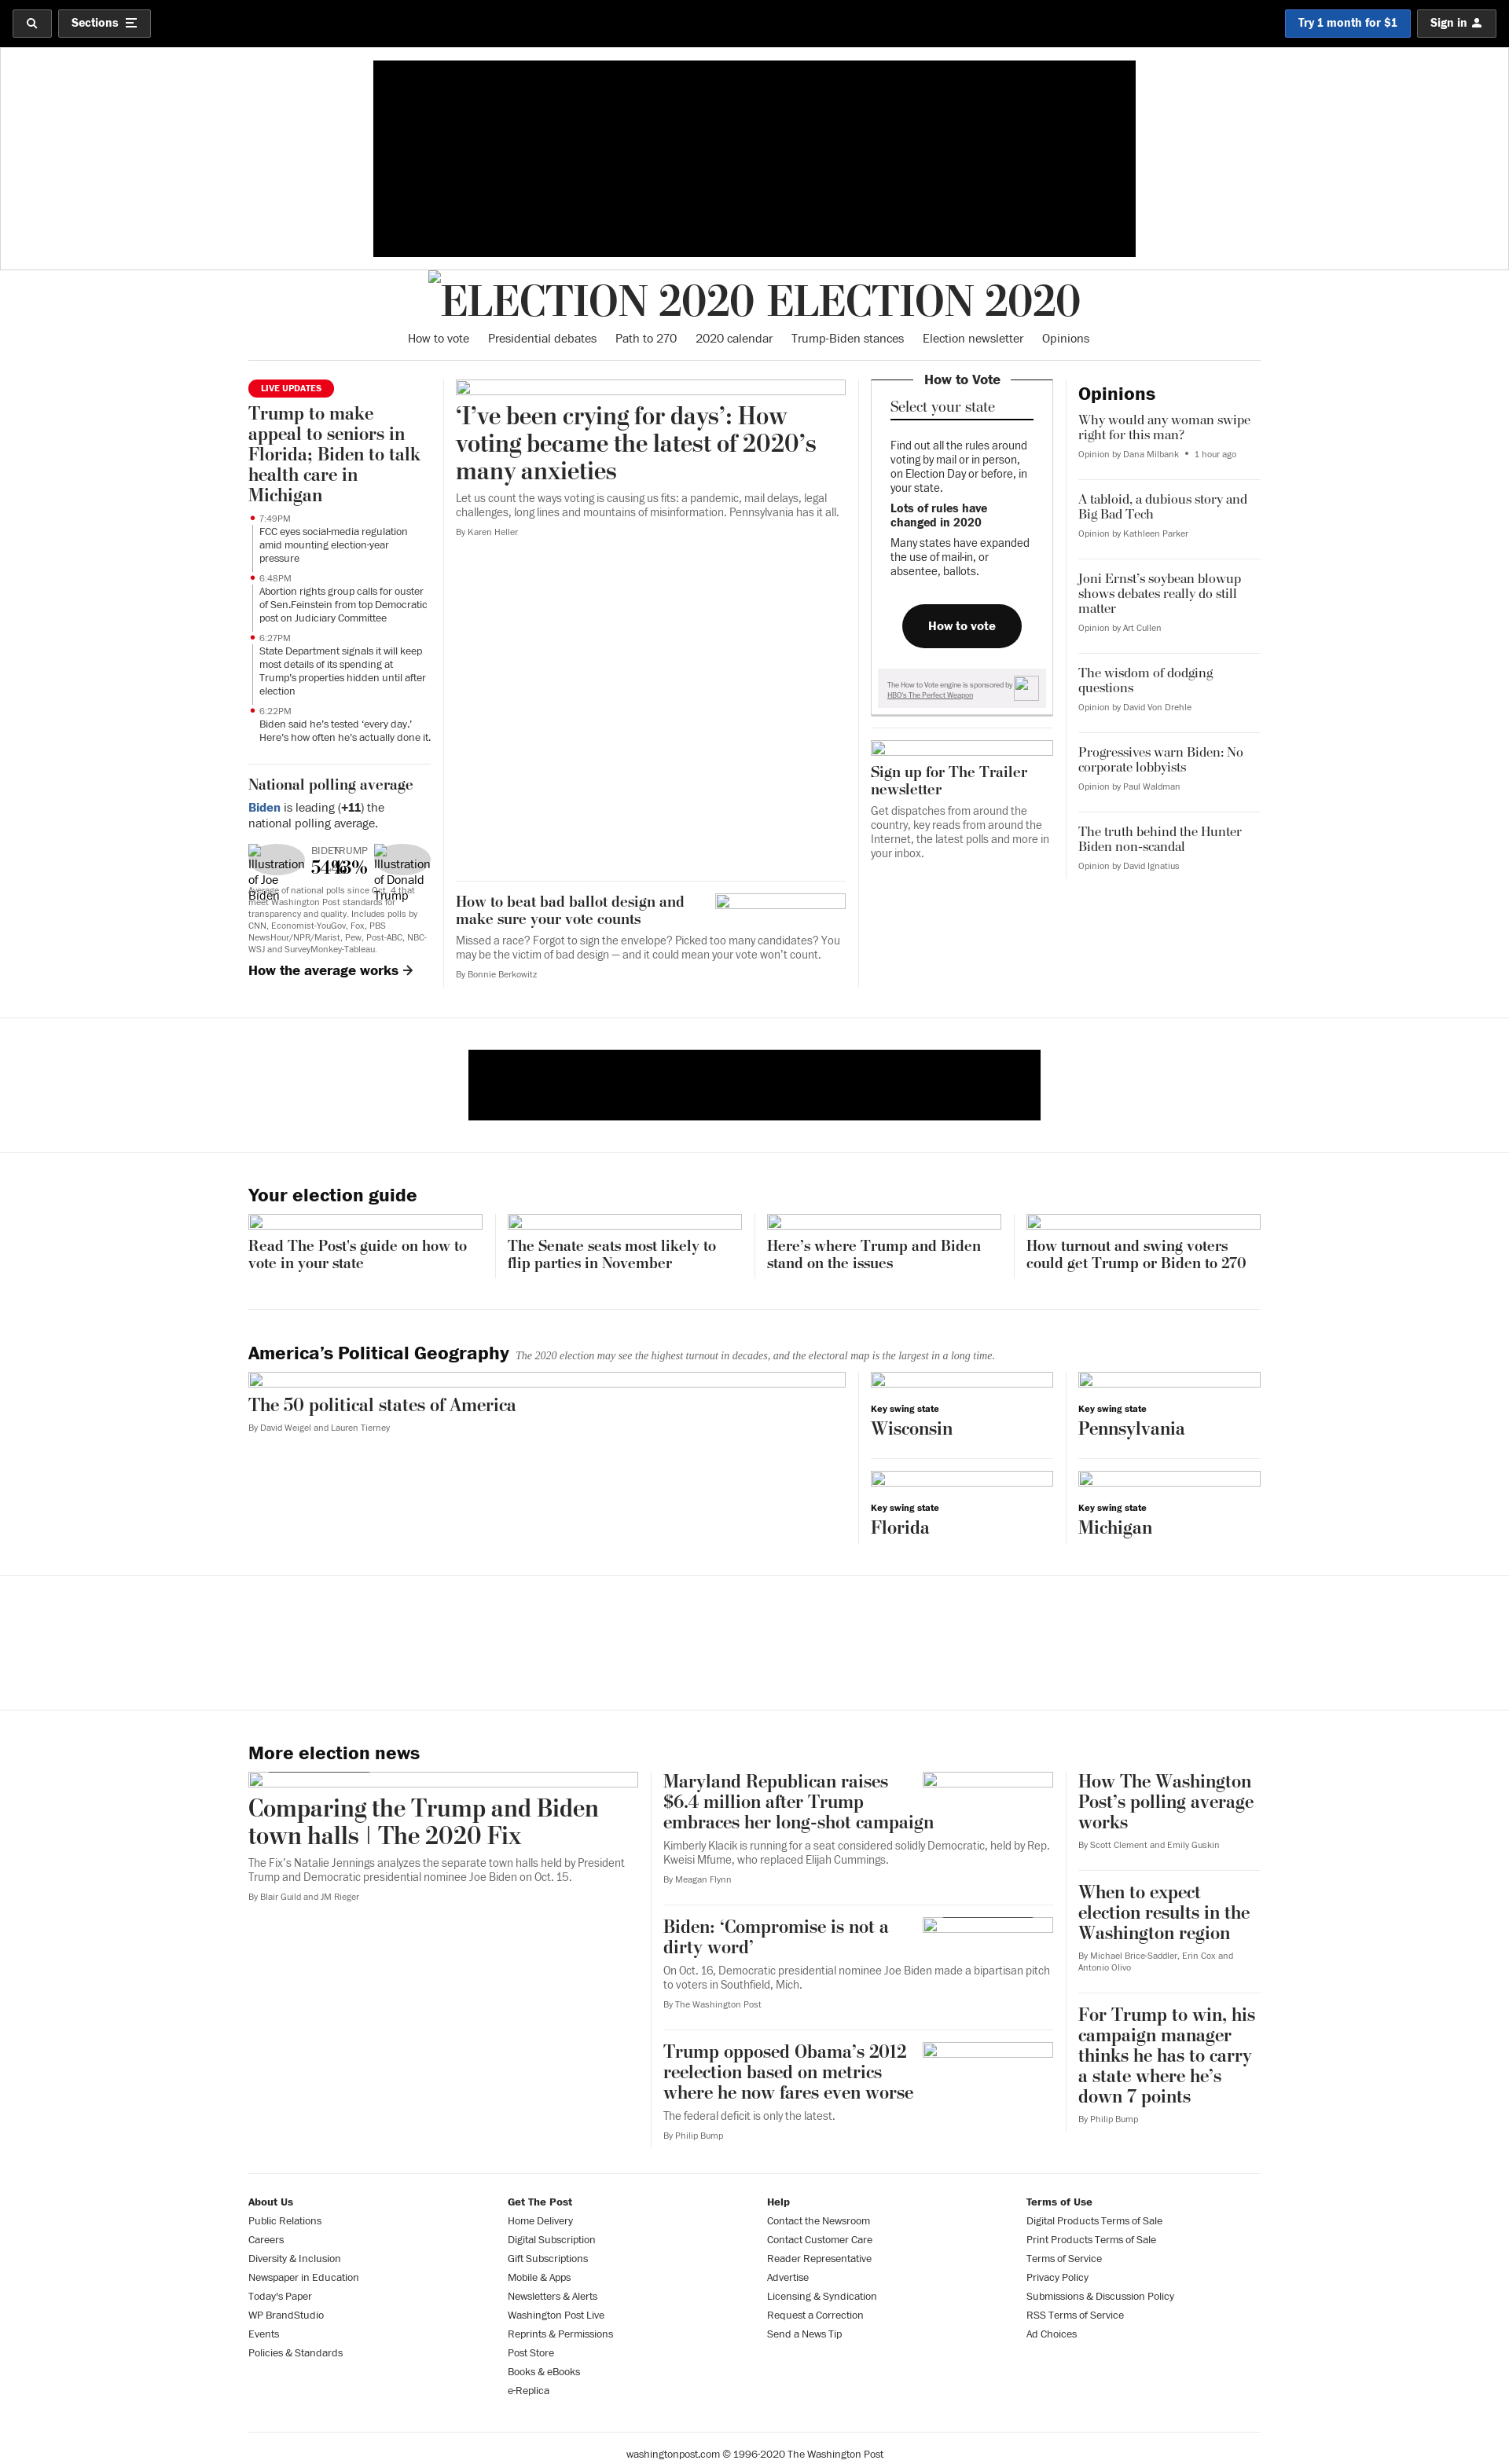 Sections
Try 1 month for $1
Sign in
ELECTION 2020 ELECTION 2020
How to vote
Presidential debates
Path to 270
2020 calendar
Trump-Biden stances
Election newsletter
Opinions
LIVE UPDATES
Trump to make
appeal to seniors in
Florida; Biden to talk
health care in
Michigan
7:49PM
FCC eyes social-media regulation
amid mounting election-year
pressure
6:48PM
Abortion rights group calls for ouster
of Sen.Feinstein from top Democratic
post on Judiciary Committee
6:27PM
State Department signals it will keep
most details of its spending at
Trump's properties hidden until after
election
6:22PM
Biden said he's tested 'every day.'
Here's how often he's actually done it.
National polling average
Biden is leading (+11) the
national polling average.
Illustration
of Joe
Biden
BIDEN
54%
TRUMP
43%
Illustration
of Donald
Trump
Average of national polls since Oct. 4 that
meet Washington Post standards for
transparency and quality. Includes polls by
CNN, Economist-YouGov, Fox, PBS
NewsHour/NPR/Marist, Pew, Post-ABC, NBC-
WSJ and SurveyMonkey-Tableau.
How the average works →
‘I’ve been crying for days’: How
voting became the latest of 2020’s
many anxieties
Let us count the ways voting is causing us fits: a pandemic, mail delays, legal
challenges, long lines and mountains of misinformation. Pennsylvania has it all.
By Karen Heller
How to beat bad ballot design and
make sure your vote counts
Missed a race? Forgot to sign the envelope? Picked too many candidates? You
may be the victim of bad design — and it could mean your vote won’t count.
By Bonnie Berkowitz
How to Vote
Select your state
Find out all the rules around
voting by mail or in person,
on Election Day or before, in
your state.
Lots of rules have
changed in 2020
Many states have expanded
the use of mail-in, or
absentee, ballots.
How to vote
The How to Vote engine is sponsored by
HBO's The Perfect Weapon
Sign up for The Trailer
newsletter
Get dispatches from around the
country, key reads from around the
Internet, the latest polls and more in
your inbox.
Opinions
Why would any woman swipe
right for this man?
Opinion by Dana Milbank • 1 hour ago
A tabloid, a dubious story and
Big Bad Tech
Opinion by Kathleen Parker
Joni Ernst’s soybean blowup
shows debates really do still
matter
Opinion by Art Cullen
The wisdom of dodging
questions
Opinion by David Von Drehle
Progressives warn Biden: No
corporate lobbyists
Opinion by Paul Waldman
The truth behind the Hunter
Biden non-scandal
Opinion by David Ignatius
Your election guide
Read The Post's guide on how to
vote in your state
The Senate seats most likely to
flip parties in November
Here’s where Trump and Biden
stand on the issues
How turnout and swing voters
could get Trump or Biden to 270
America’s Political Geography The 2020 election may see the highest turnout in decades, and the electoral map is the largest in a long time.
The 50 political states of America
By David Weigel and Lauren Tierney
Key swing state
Wisconsin
Key swing state
Pennsylvania
Key swing state
Florida
Key swing state
Michigan
More election news
Comparing the Trump and Biden
town halls | The 2020 Fix
The Fix’s Natalie Jennings analyzes the separate town halls held by President
Trump and Democratic presidential nominee Joe Biden on Oct. 15.
By Blair Guild and JM Rieger
Maryland Republican raises
$6.4 million after Trump
embraces her long-shot campaign
Kimberly Klacik is running for a seat considered solidly Democratic, held by Rep.
Kweisi Mfume, who replaced Elijah Cummings.
By Meagan Flynn
Biden: ‘Compromise is not a
dirty word’
On Oct. 16, Democratic presidential nominee Joe Biden made a bipartisan pitch
to voters in Southfield, Mich.
By The Washington Post
Trump opposed Obama’s 2012
reelection based on metrics
where he now fares even worse
The federal deficit is only the latest.
By Philip Bump
How The Washington
Post’s polling average
works
By Scott Clement and Emily Guskin
When to expect
election results in the
Washington region
By Michael Brice-Saddler, Erin Cox and
Antonio Olivo
For Trump to win, his
campaign manager
thinks he has to carry
a state where he’s
down 7 points
By Philip Bump
About Us
Public Relations
Careers
Diversity & Inclusion
Newspaper in Education
Today's Paper
WP BrandStudio
Events
Policies & Standards
Get The Post
Home Delivery
Digital Subscription
Gift Subscriptions
Mobile & Apps
Newsletters & Alerts
Washington Post Live
Reprints & Permissions
Post Store
Books & eBooks
e-Replica
Help
Contact the Newsroom
Contact Customer Care
Reader Representative
Advertise
Licensing & Syndication
Request a Correction
Send a News Tip
Terms of Use
Digital Products Terms of Sale
Print Products Terms of Sale
Terms of Service
Privacy Policy
Submissions & Discussion Policy
RSS Terms of Service
Ad Choices
washingtonpost.com © 1996-2020 The Washington Post